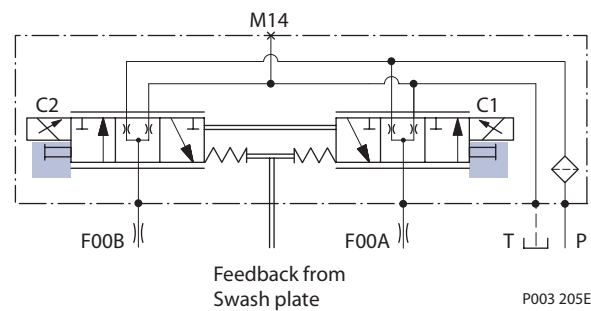 M14
C2
C1
F00B
F00A
T
P
Feedback from
Swash plate
P003 205E